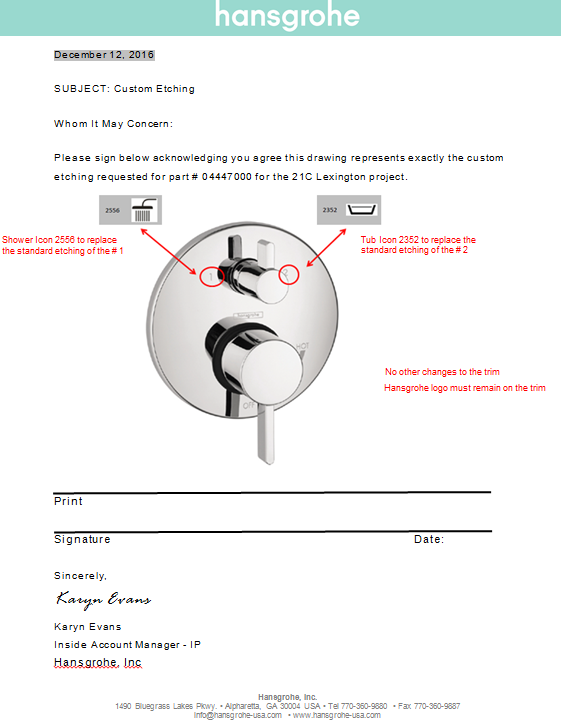 hansgrohe
December 12, 2016
SUBJECT: Custom Etching
Whom It May Concern:
Please sign below acknowledging you agree this drawing represents exactly the custom
etching requested for part # 04447000 for the 21C Lexington project.
2556
2352
Shower Icon 2556 to replace
the standard etching of the # 1
Tub Icon 2352 to replace the
standard etching of the # 2
1
2
hansgrohe
HOT
OFF
No other changes to the trim
Hansgrohe logo must remain on the trim
Print
Signature Date:
Sincerely,
Karyn Evans
Karyn Evans
Inside Account Manager - IP
Hansgrohe, Inc
Hansgrohe, Inc.
1490 Bluegrass Lakes Pkwy. • Alpharetta, GA 30004 USA • Tel 770-360-9880 • Fax 770-360-9887
info@hansgrohe-usa.com • www.hansgrohe-usa.com